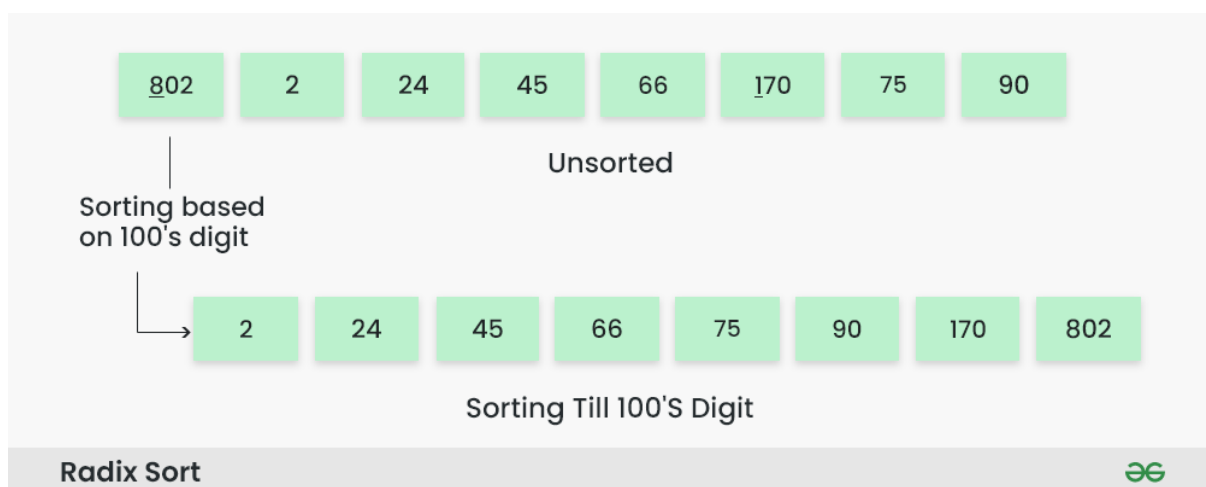 802 2 24 45 66 170 75 90
Unsorted
Sorting based
on 100's digit
2 24 45 66 75 90 170 802
Sorting Till 100'S Digit
Radix Sort